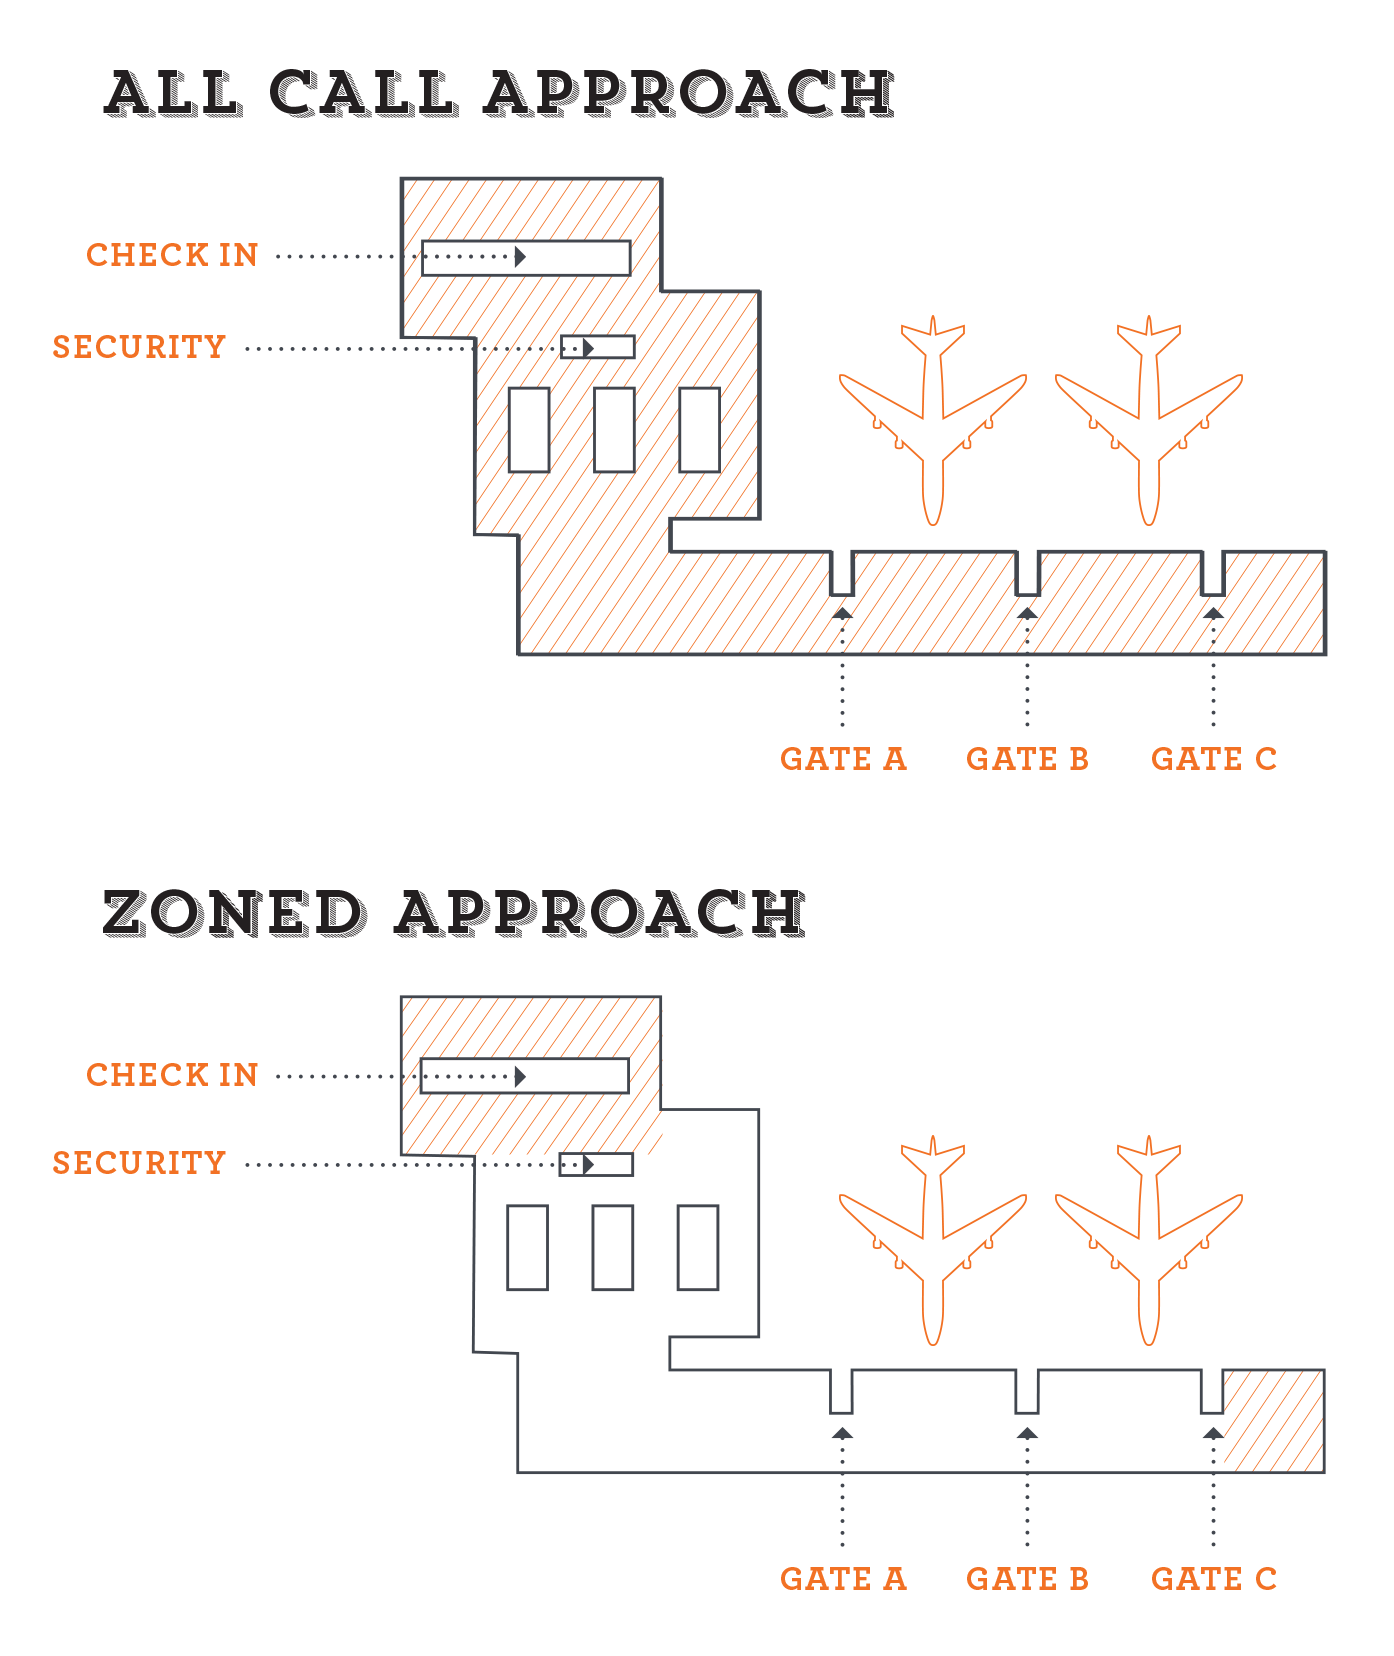 ALL CALL APPROACH
CHECK IN
SECURITY
GATE A
GATE B
GATE C
ZONED APPROACH
CHECK IN
SECURITY
GATE A
GATE B
GATE C